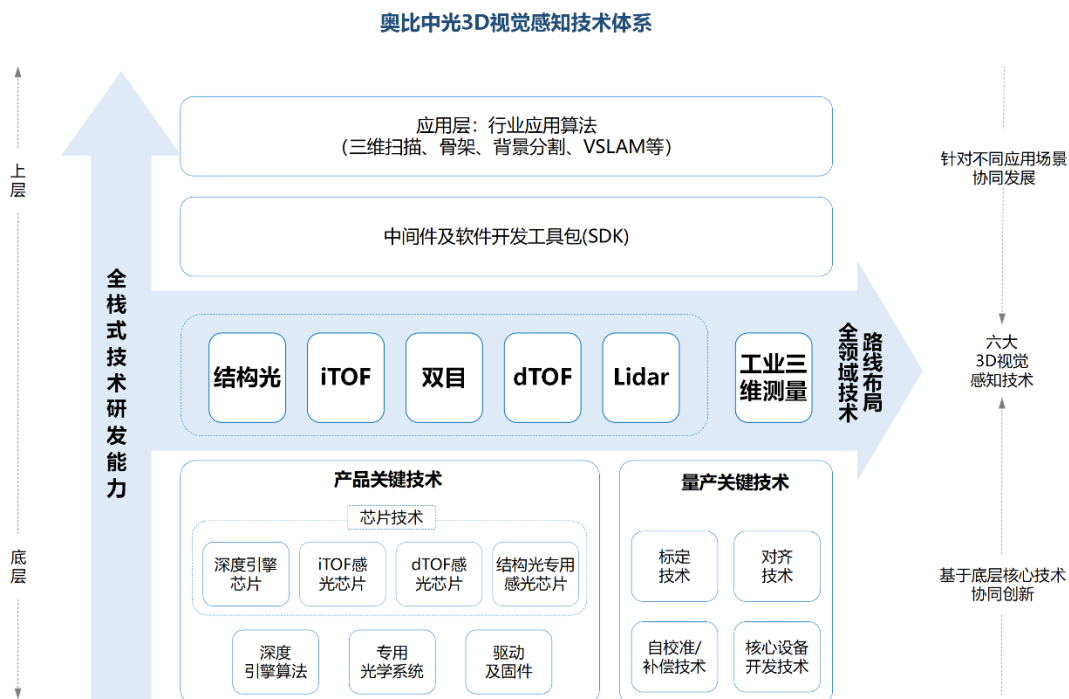 奥比中光3D视觉感知技术体系
上
层
底
层
全
栈
式
技
术
研
发
能
力
应用层：行业应用算法
（三维扫描、骨架、背景分割、VSLAM等）
中间件及软件开发工具包(SDK)
结构光
iTOF
双目
dTOF
Lidar
工业三
维测量
全领域技术
路线布局
产品关键技术
芯片技术
深度引擎
芯片
iTOF感
光芯片
dTOF感
光芯片
结构光专用
感光芯片
深度
引擎算法
专用
光学系统
驱动
及固件
量产关键技术
标定
技术
对齐
技术
自校准/
补偿技术
核心设备
开发技术
针对不同应用场景
协同发展
六大
3D视觉
感知技术
基于底层核心技术
协同创新